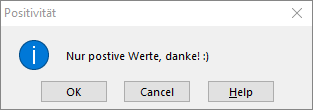 Positivität
Nur postive Werte, danke! :)
OK
Cancel
Help